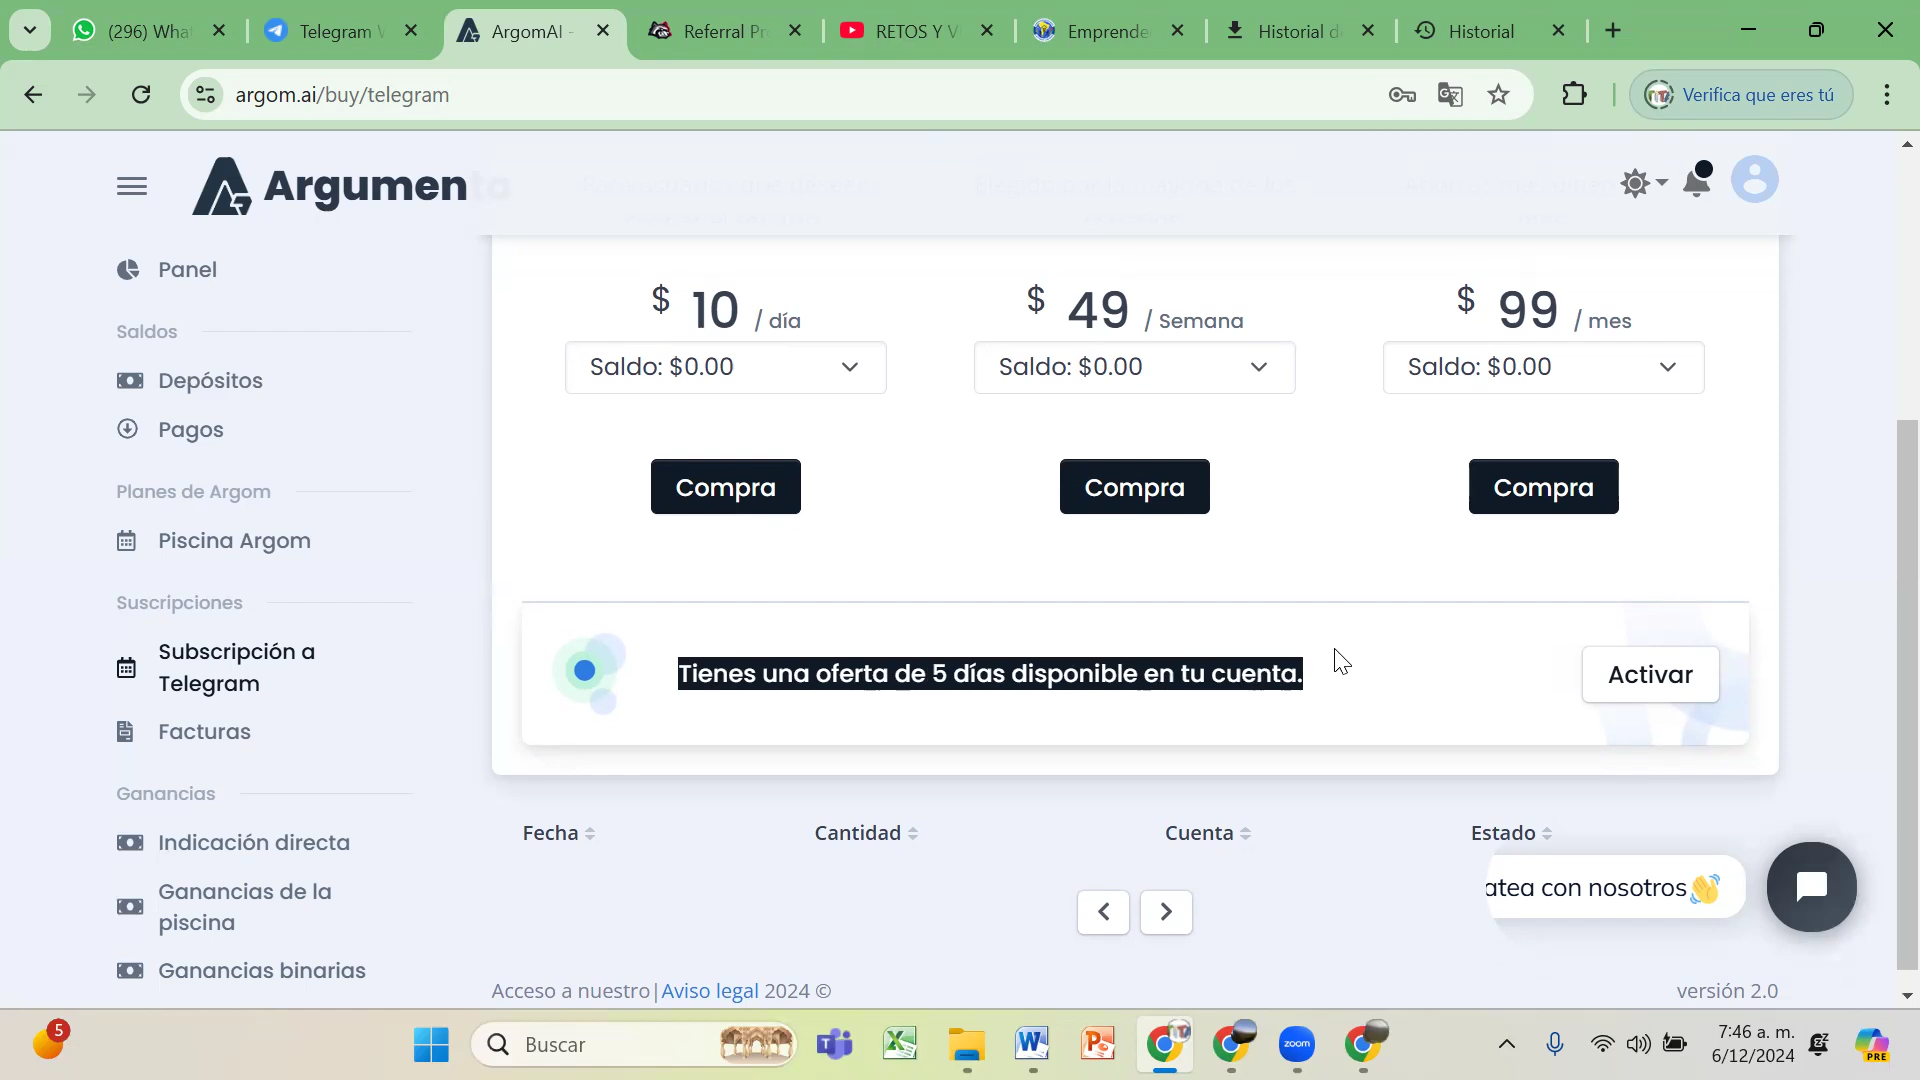 (296) Wha
Telegram W
ArgomAI -
Referral Pr
RETOS Y V
Emprende
Historial d
Historial
argom.ai/buy/telegram
Verifica que eres tú
Argumenta
Panel
Saldos
Depósitos
Pagos
Planes de Argom
Piscina Argom
Suscripciones
Subscripción a
Telegram
Facturas
Ganancias
Indicación directa
Ganancias de la
piscina
Ganancias binarias
$ 10 / día
$ 49 / Semana
$ 99 / mes
Saldo: $0.00
Saldo: $0.00
Saldo: $0.00
Compra
Compra
Compra
Tienes una oferta de 5 días disponible en tu cuenta.
Activar
Fecha
Cantidad
Cuenta
Estado
atea con nosotros
Acceso a nuestro|Aviso legal 2024 ©
versión 2.0
5
Buscar
zoom
7:46 a. m.
6/12/2024
PRE